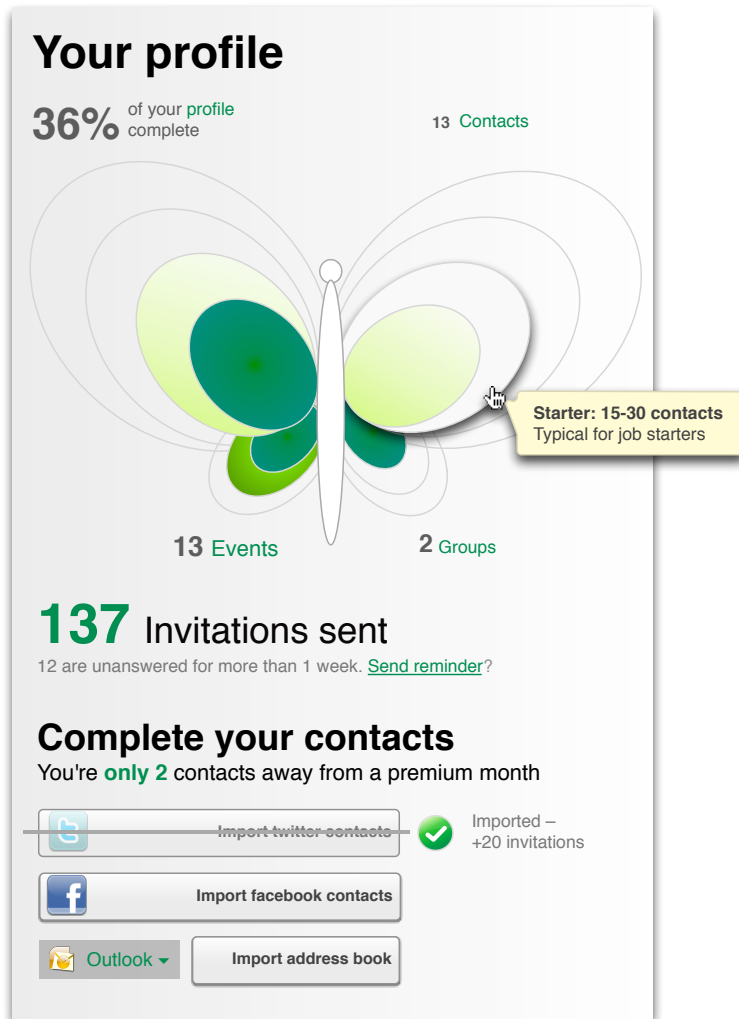 Your profile
36% of your profile
complete
13 Contacts
Starter: 15-30 contacts
Typical for job starters
13 Events
2 Groups
137 Invitations sent
12 are unanswered for more than 1 week. Send reminder?
Complete your contacts
You're only 2 contacts away from a premium month
Import twitter contacts
Imported –
+20 invitations
Import facebook contacts
Outlook
Import address book